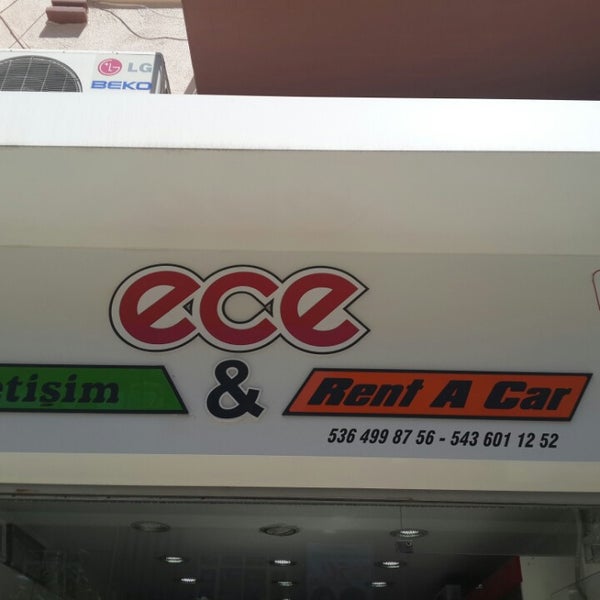 LG
BEKO
ece
etişim & Rent A Car
536 499 87 56 - 543 601 12 52